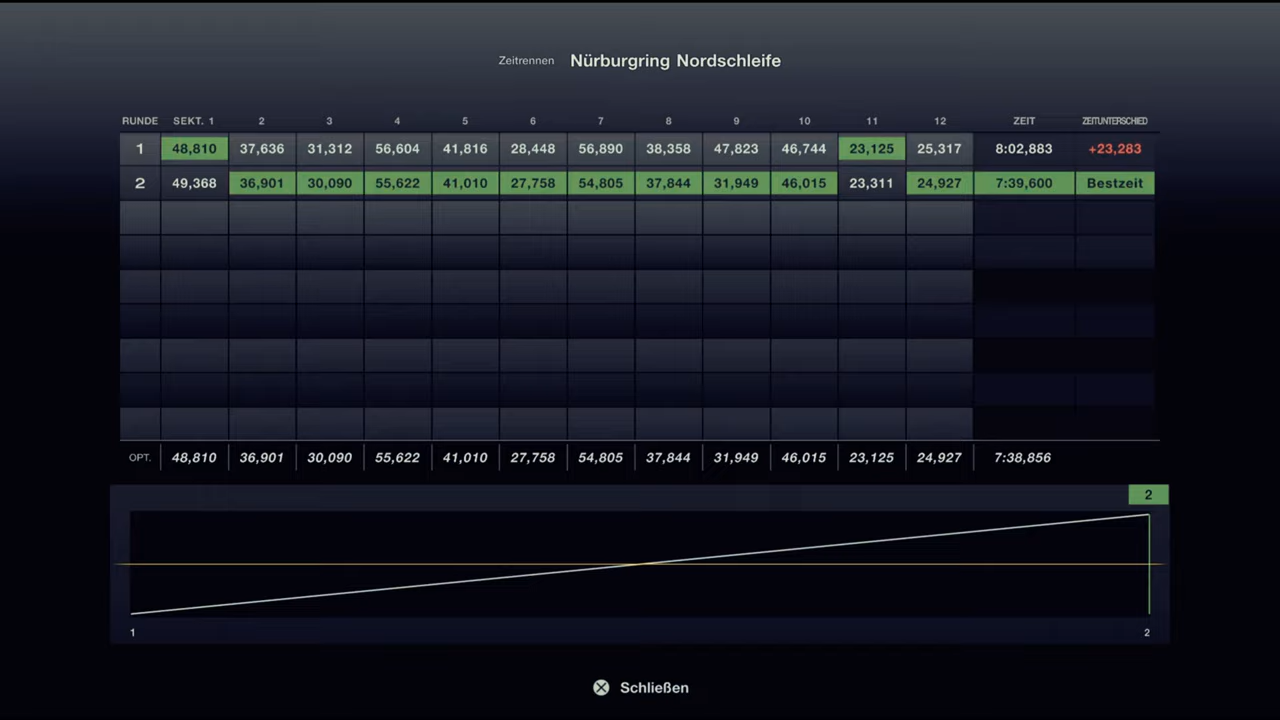 Zeitrennen Nürburgring Nordschleife
RUNDE SEKT. 1 2 3 4 5 6 7 8 9 10 11 12 ZEIT ZEITUNTERSCHIED
1 48,810 37,636 31,312 56,604 41,816 28,448 56,890 38,358 47,823 46,744 23,125 25,317 8:02,883 +23,283
2 49,368 36,901 30,090 55,622 41,010 27,758 54,805 37,844 31,949 46,015 23,311 24,927 7:39,600 Bestzeit
OPT. 48,810 36,901 30,090 55,622 41,010 27,758 54,805 37,844 31,949 46,015 23,125 24,927 7:38,856
2
1 2
Schließen